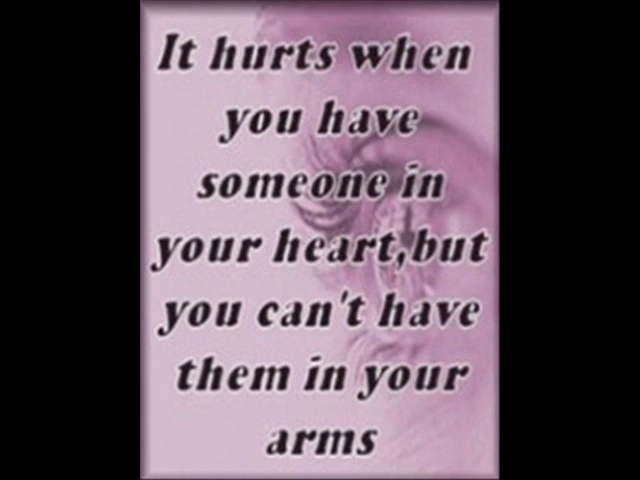 It hurts when
you have
someone in
your heart,but
you can't have
them in your
arms